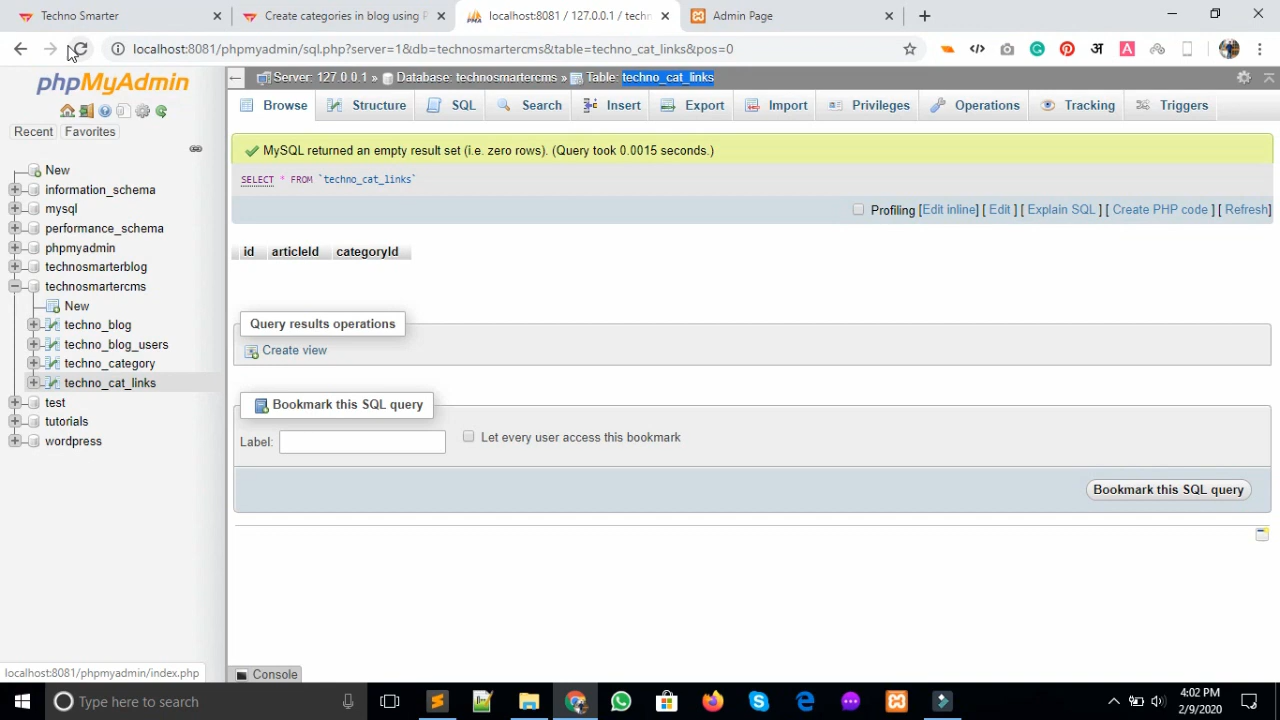 Techno Smarter
Create categories in blog using P
localhost:8081 / 127.0.0.1 / techn
Admin Page
localhost:8081/phpmyadmin/sql.php?server=1&db=technosmartercms&table=techno_cat_links&pos=0
phpMyAdmin
Server: 127.0.0.1 » Database: technosmartercms » Table: techno_cat_links
Browse Structure SQL Search Insert Export Import Privileges Operations Tracking Triggers
Recent Favorites
New
information_schema
mysql
performance_schema
phpmyadmin
technosmarterblog
technosmartercms
New
techno_blog
techno_blog_users
techno_category
techno_cat_links
test
tutorials
wordpress
MySQL returned an empty result set (i.e. zero rows). (Query took 0.0015 seconds.)
SELECT * FROM `techno_cat_links`
Profiling [Edit inline] [ Edit ] [ Explain SQL ] [ Create PHP code ] [ Refresh]
id articleId categoryId
Query results operations
Create view
Bookmark this SQL query
Label:
Let every user access this bookmark
Bookmark this SQL query
Console
localhost:8081/phpmyadmin/index.php
Type here to search
4:02 PM
2/9/2020